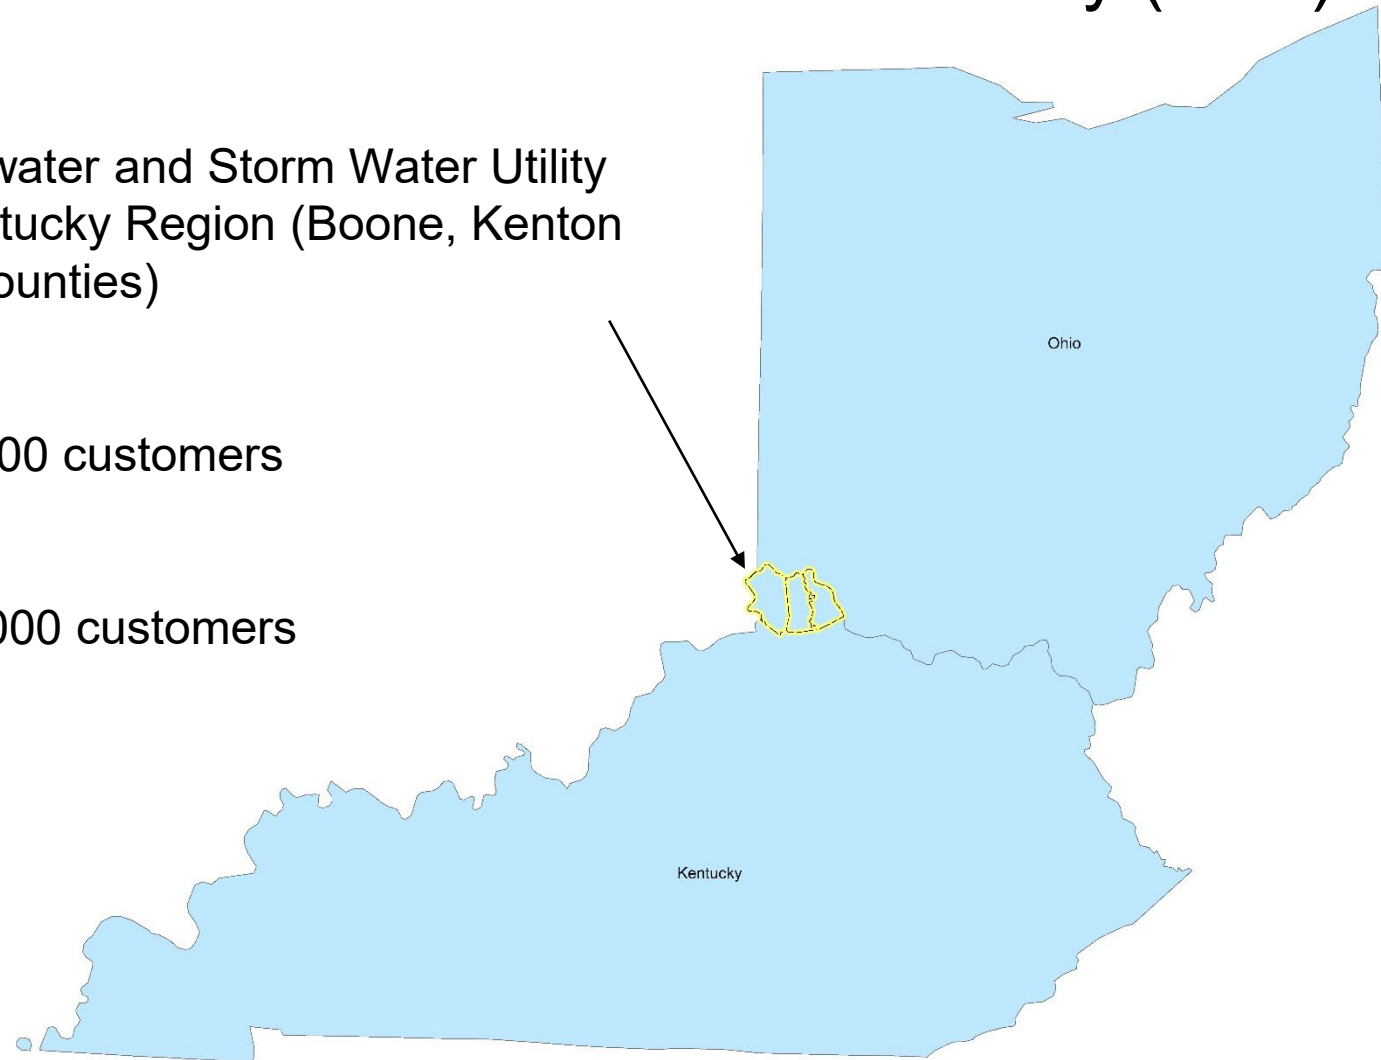 water and Storm Water Utility
tucky Region (Boone, Kenton
ounties)
Ohio
00 customers
000 customers
Kentucky